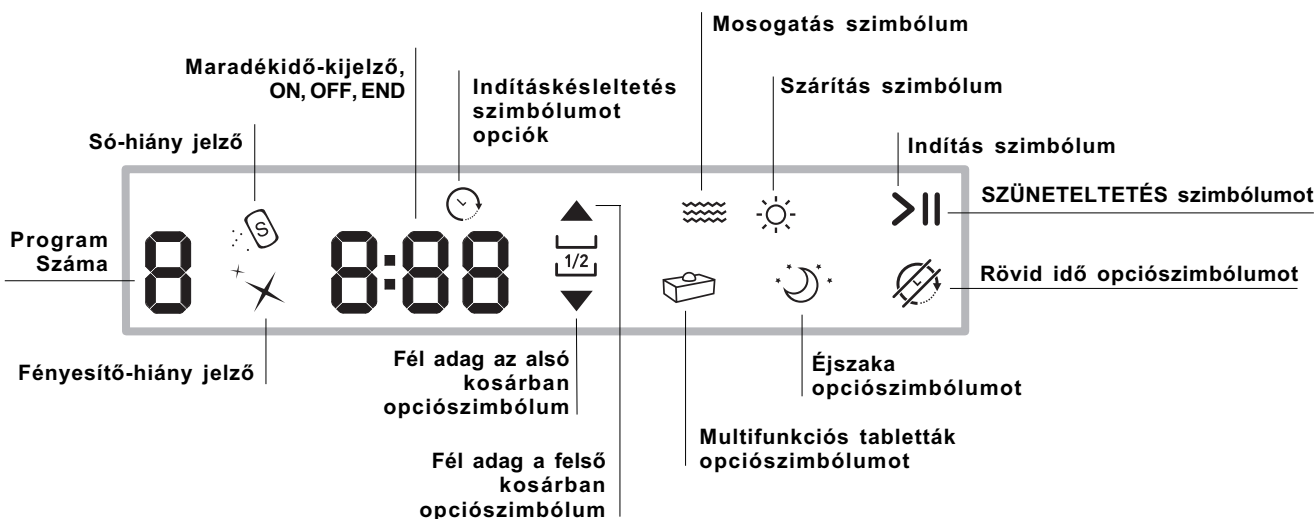 Mosogatás szimbólum
Maradékidő-kijelző,
ON, OFF, END
Indításkésleltetés
szimbólumot
opciók
Szárítás szimbólum
Só-hiány jelző
Indítás szimbólum
SZÜNETELTETÉS szimbólumot
Program
Száma
8
S
8:88
1/2
Rövid idő opciószimbólumot
Fényesítő-hiány jelző
Fél adag az alsó
kosárban
opciószimbólum
Éjszaka
opciószimbólumot
Multifunkciós tabletták
opciószimbólumot
Fél adag a felső
kosárban
opciószimbólum